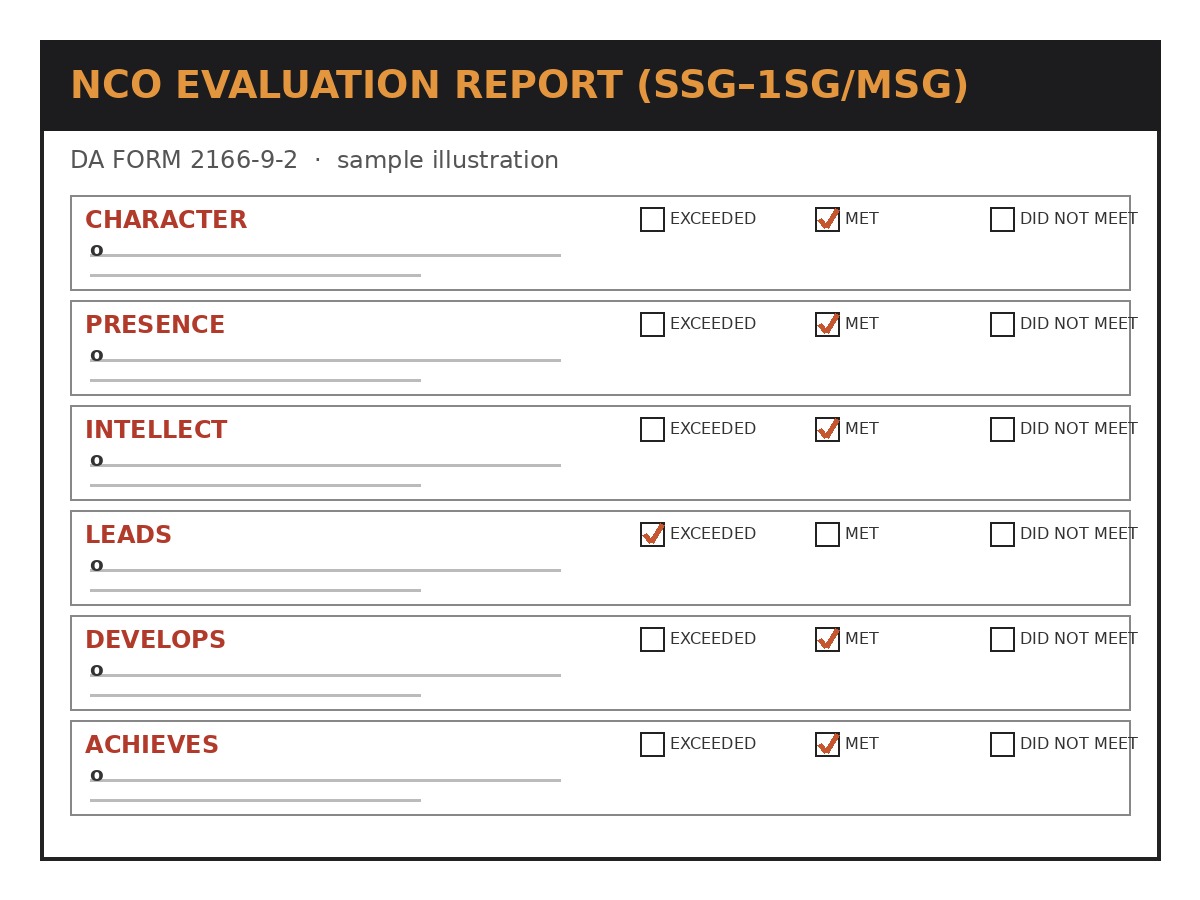 NCO EVALUATION REPORT (SSG–1SG/MSG)
DA FORM 2166-9-2 · sample illustration
CHARACTER EXCEEDED MET DID NOT MEET
o
PRESENCE EXCEEDED MET DID NOT MEET
o
INTELLECT EXCEEDED MET DID NOT MEET
o
LEADS EXCEEDED MET DID NOT MEET
o
DEVELOPS EXCEEDED MET DID NOT MEET
o
ACHIEVES EXCEEDED MET DID NOT MEET
o